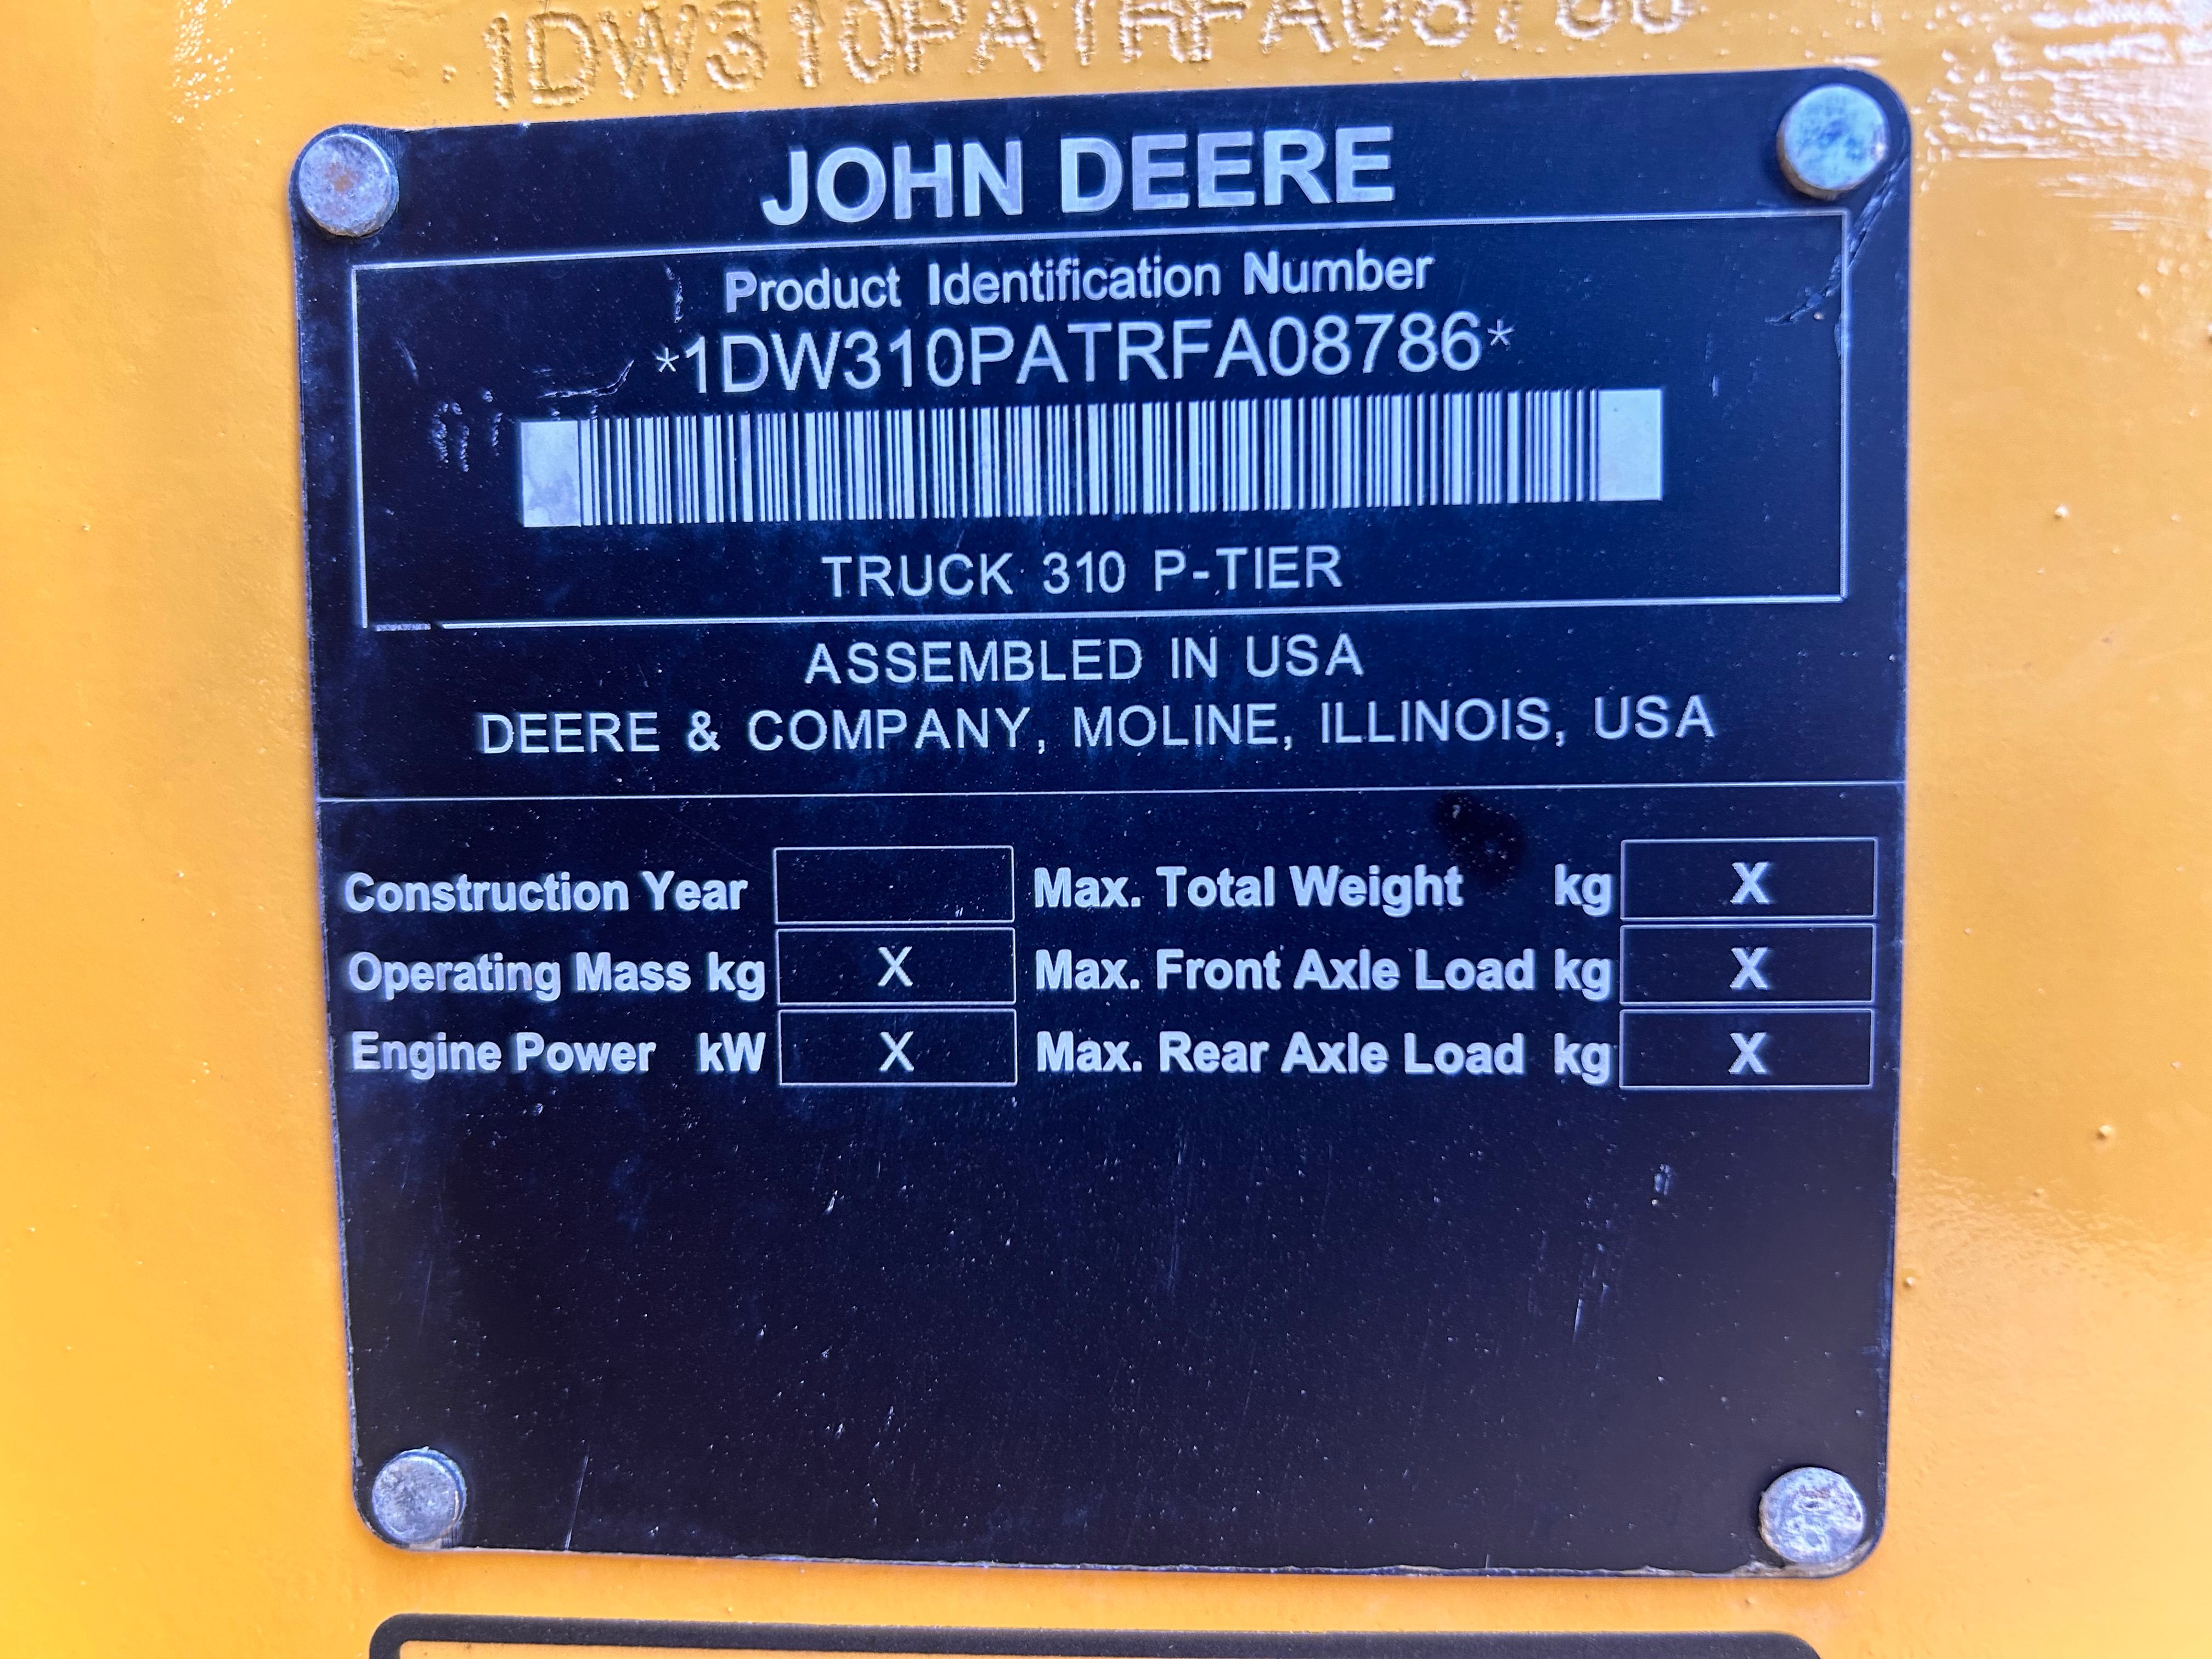 1DW310PATRFA08786
JOHN DEERE
Product Identification Number
*1DW310PATRFA08786*
TRUCK 310 P-TIER
ASSEMBLED IN USA
DEERE & COMPANY, MOLINE, ILLINOIS, USA
Construction Year Max. Total Weight kg X
Operating Mass kg X Max. Front Axle Load kg X
Engine Power kW X Max. Rear Axle Load kg X